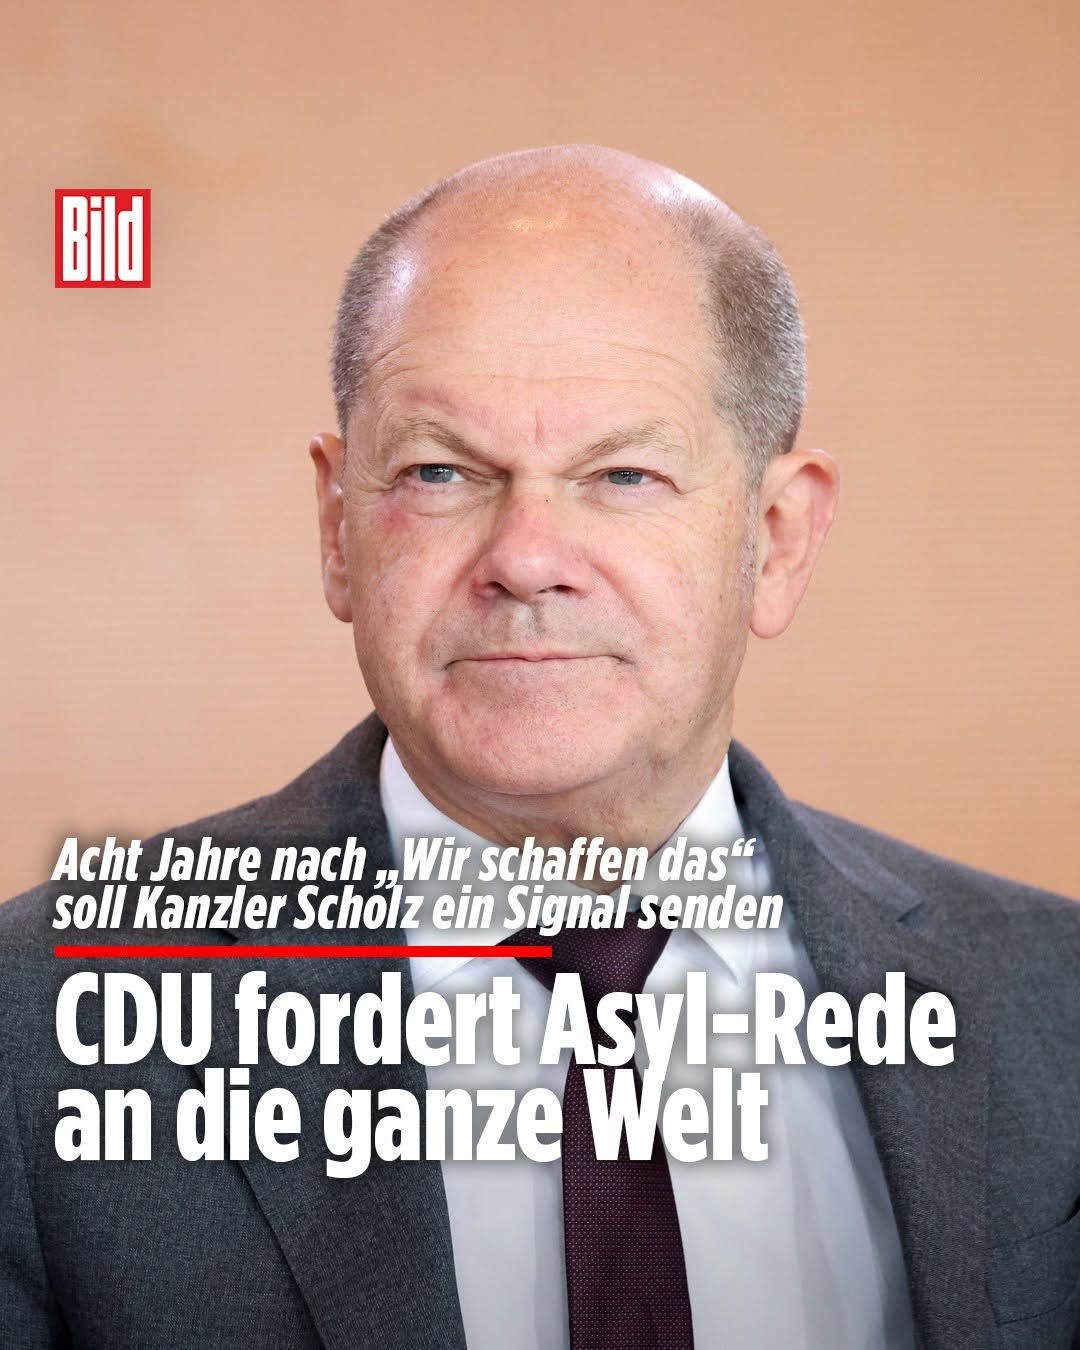 Bild
Acht Jahre nach „Wir schaffen das“
soll Kanzler Scholz ein Signal senden
CDU fordert Asyl-Rede
an die ganze Welt